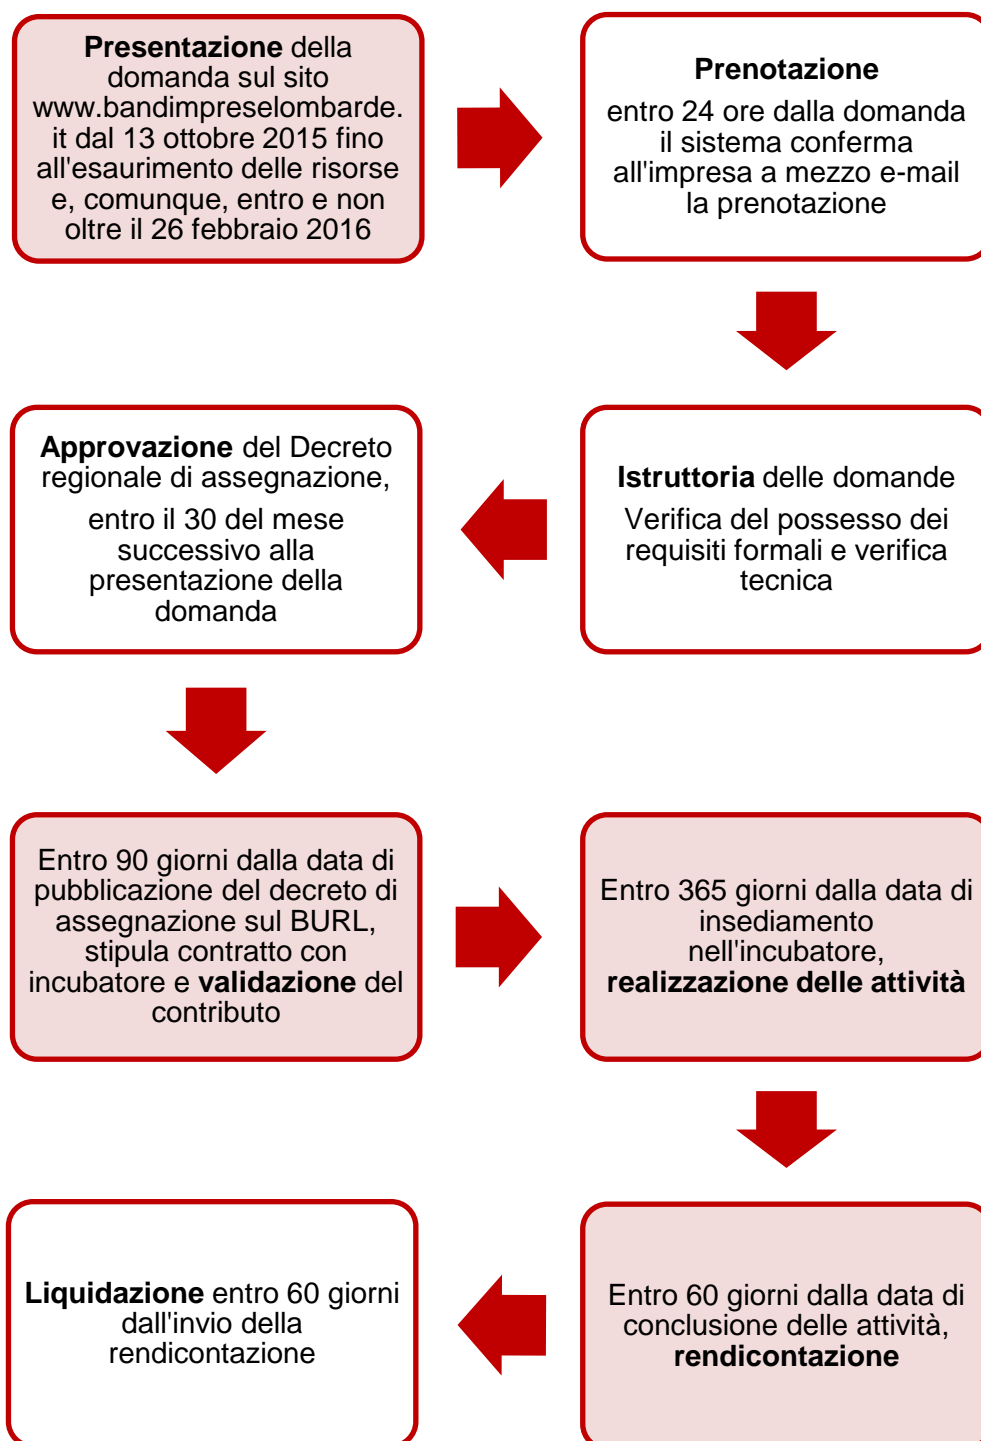 Presentazione della
domanda sul sito
www.bandimpreselombarde.
it dal 13 ottobre 2015 fino
all'esaurimento delle risorse
e, comunque, entro e non
oltre il 26 febbraio 2016
Prenotazione
entro 24 ore dalla domanda
il sistema conferma
all'impresa a mezzo e-mail
la prenotazione
Istruttoria delle domande
Verifica del possesso dei
requisiti formali e verifica
tecnica
Approvazione del Decreto
regionale di assegnazione,
entro il 30 del mese
successivo alla
presentazione della
domanda
Entro 90 giorni dalla data di
pubblicazione del decreto di
assegnazione sul BURL,
stipula contratto con
incubatore e validazione del
contributo
Entro 365 giorni dalla data di
insediamento
nell'incubatore,
realizzazione delle attività
Entro 60 giorni dalla data di
conclusione delle attività,
rendicontazione
Liquidazione entro 60 giorni
dall'invio della
rendicontazione